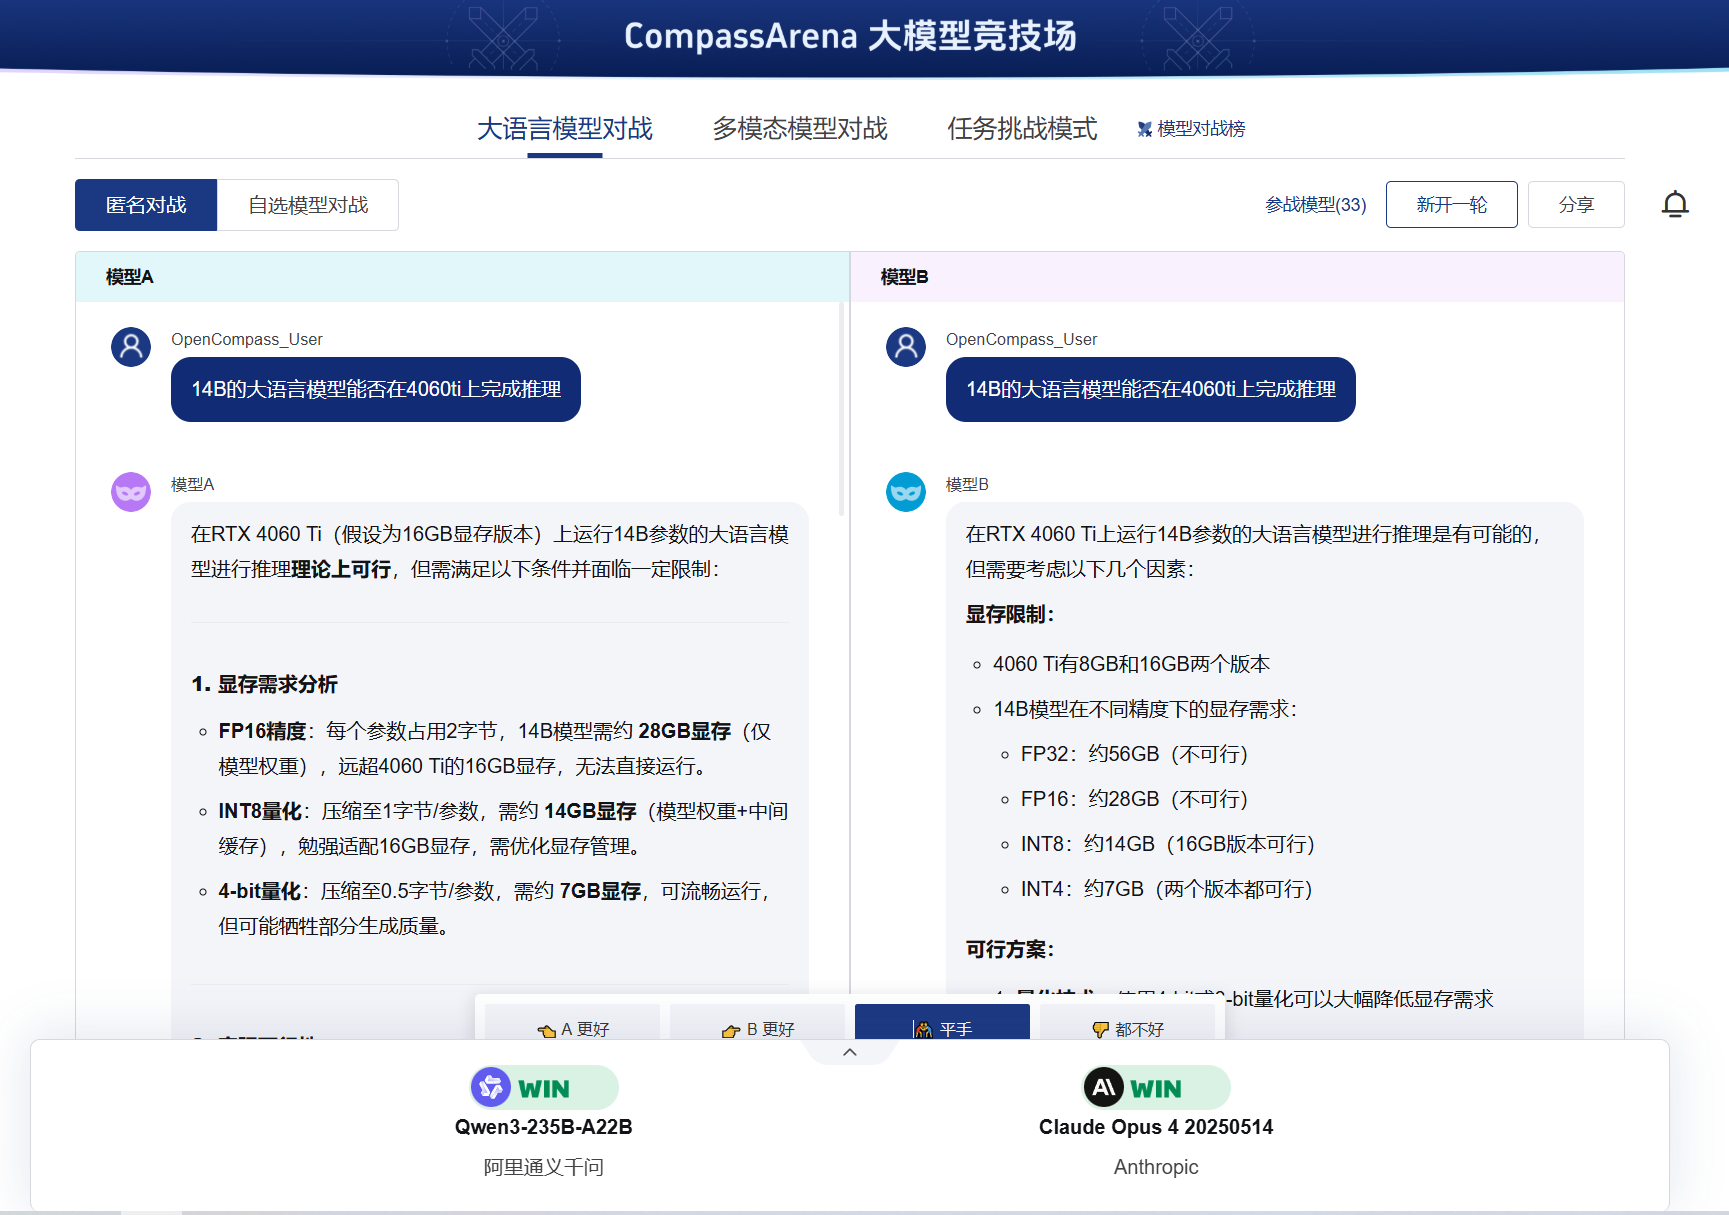 CompassArena 大模型竞技场
大语言模型对战
多模态模型对战
任务挑战模式
模型对战榜
匿名对战
自选模型对战
参战模型(33)
新开一轮
分享
模型A
OpenCompass_User
14B的大语言模型能否在4060ti上完成推理
模型A
在RTX 4060 Ti（假设为16GB显存版本）上运行14B参数的大语言模
型进行推理理论上可行，但需满足以下条件并面临一定限制：
1. 显存需求分析
FP16精度：每个参数占用2字节，14B模型需约 28GB显存（仅
模型权重），远超4060 Ti的16GB显存，无法直接运行。
INT8量化：压缩至1字节/参数，需约 14GB显存（模型权重+中间
缓存），勉强适配16GB显存，需优化显存管理。
4-bit量化：压缩至0.5字节/参数，需约 7GB显存，可流畅运行，
但可能牺牲部分生成质量。
模型B
OpenCompass_User
14B的大语言模型能否在4060ti上完成推理
模型B
在RTX 4060 Ti上运行14B参数的大语言模型进行推理是有可能的，
但需要考虑以下几个因素：
显存限制：
4060 Ti有8GB和16GB两个版本
14B模型在不同精度下的显存需求：
FP32：约56GB（不可行）
FP16：约28GB（不可行）
INT8：约14GB（16GB版本可行）
INT4：约7GB（两个版本都可行）
可行方案：
-bit量化可以大幅降低显存需求
A 更好
B 更好
平手
都不好
WIN
Qwen3-235B-A22B
阿里通义千问
WIN
Claude Opus 4 20250514
Anthropic